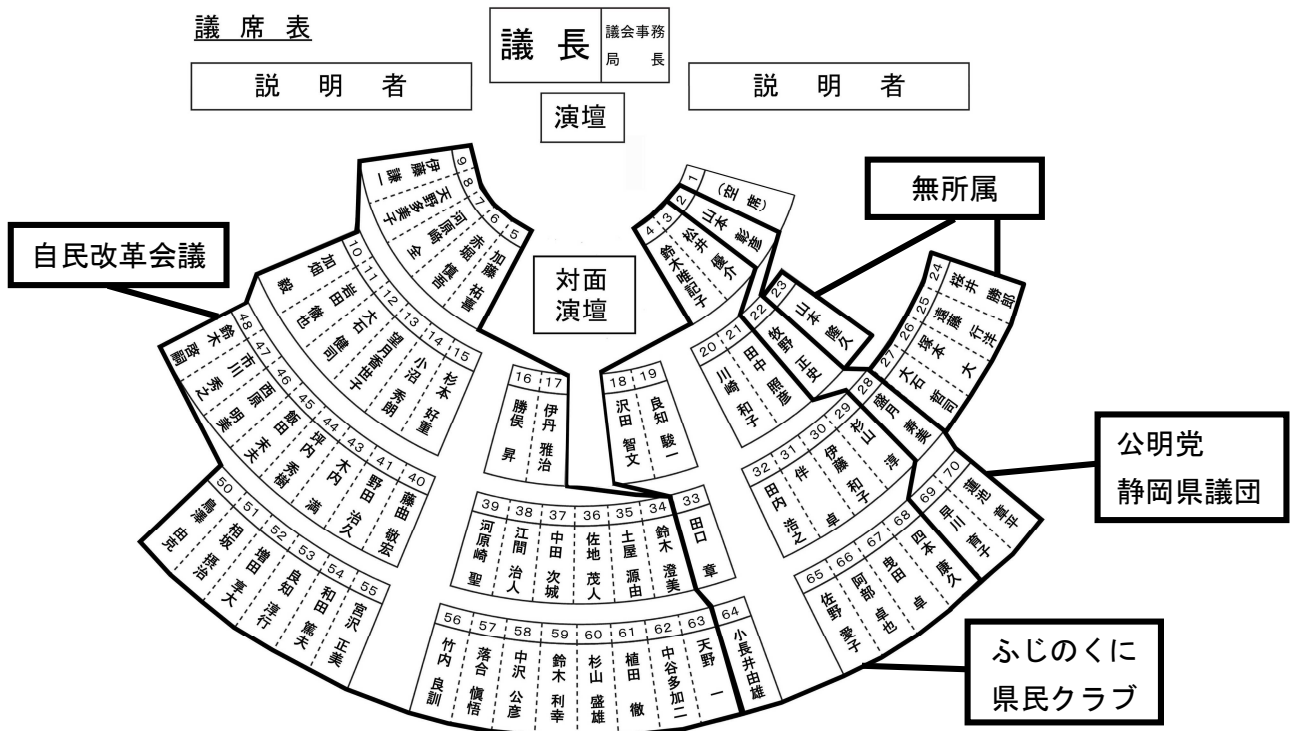 議席表
議長
議会事務
局長
説明者
説明者
演壇
対面
演壇
無所属
自民改革会議
公明党
静岡県議団
ふじのくに
県民クラブ
1 (空席)
2 山本 彰彦
3 松井 優介
4 鈴木唯記子
5 加藤 祐喜
6 赤堀 慎吾
7 河原崎 全
8 天野多美子
9 伊藤 謙一
10 加畑 毅
11 岩田 徹也
12 大石 健司
13 望月香世子
14 小沼 秀朗
15 杉本 好重
16 勝俣 昇
17 伊丹 雅治
18 沢田 智文
19 良知 駿一
20 川崎 和子
21 田中 照彦
22 牧野 正史
23 山本 隆久
24 桜井 勝郎
25 遠藤 行洋
26 塚本 大
27 大石 哲司
28 盛月 寿美
29 杉山 淳
30 伊藤 和子
31 伴 卓
32 田内 浩之
33 田口 章
34 鈴木 澄美
35 土屋 源由
36 佐地 茂人
37 中田 次城
38 江間 治人
39 河原崎 聖
40 藤曲 敬宏
41 野田 治久
43 木内 満
44 坪内 秀樹
45 飯田 末夫
46 西原 明美
47 市川 秀之
48 鈴木 啓嗣
50 鳥澤 由克
51 相坂 摂治
52 増田 享大
53 良知 淳行
54 和田 篤夫
55 宮沢 正美
56 竹内 良訓
57 落合 愼悟
58 中沢 公彦
59 鈴木 利幸
60 杉山 盛雄
61 植田 徹
62 中谷多加二
63 天野 一
64 小長井由雄
65 佐野 愛子
66 阿部 卓也
67 曳田 卓
68 四本 康久
69 早川 育子
70 蓮池 章平